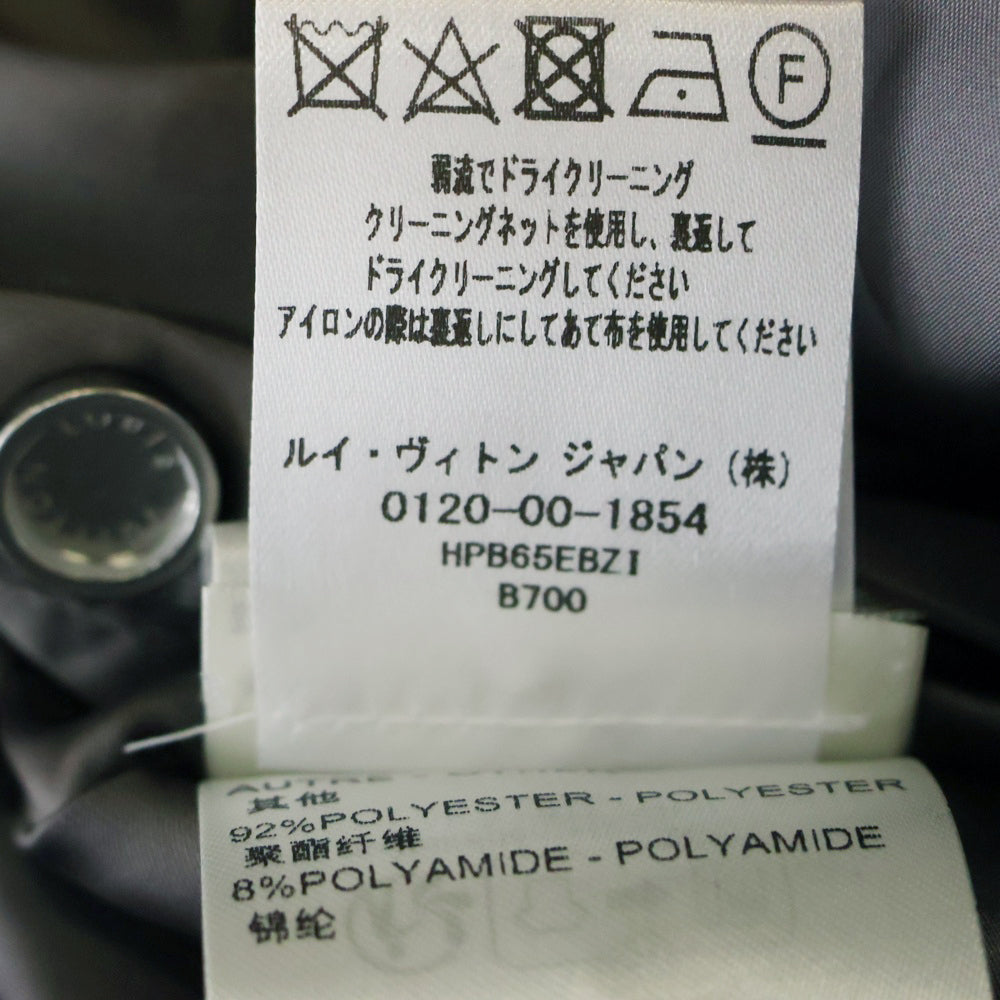 F
弱流でドライクリーニング
クリーニングネットを使用し、裏返して
ドライクリーニングしてください
アイロンの際は裏返しにしてあて布を使用してください
ルイ・ヴィトン ジャパン (株)
0120-00-1854
HPB65EBZI
B700
其他
92%POLYESTER - POLYESTER
聚酯纤维
8%POLYAMIDE - POLYAMIDE
锦纶